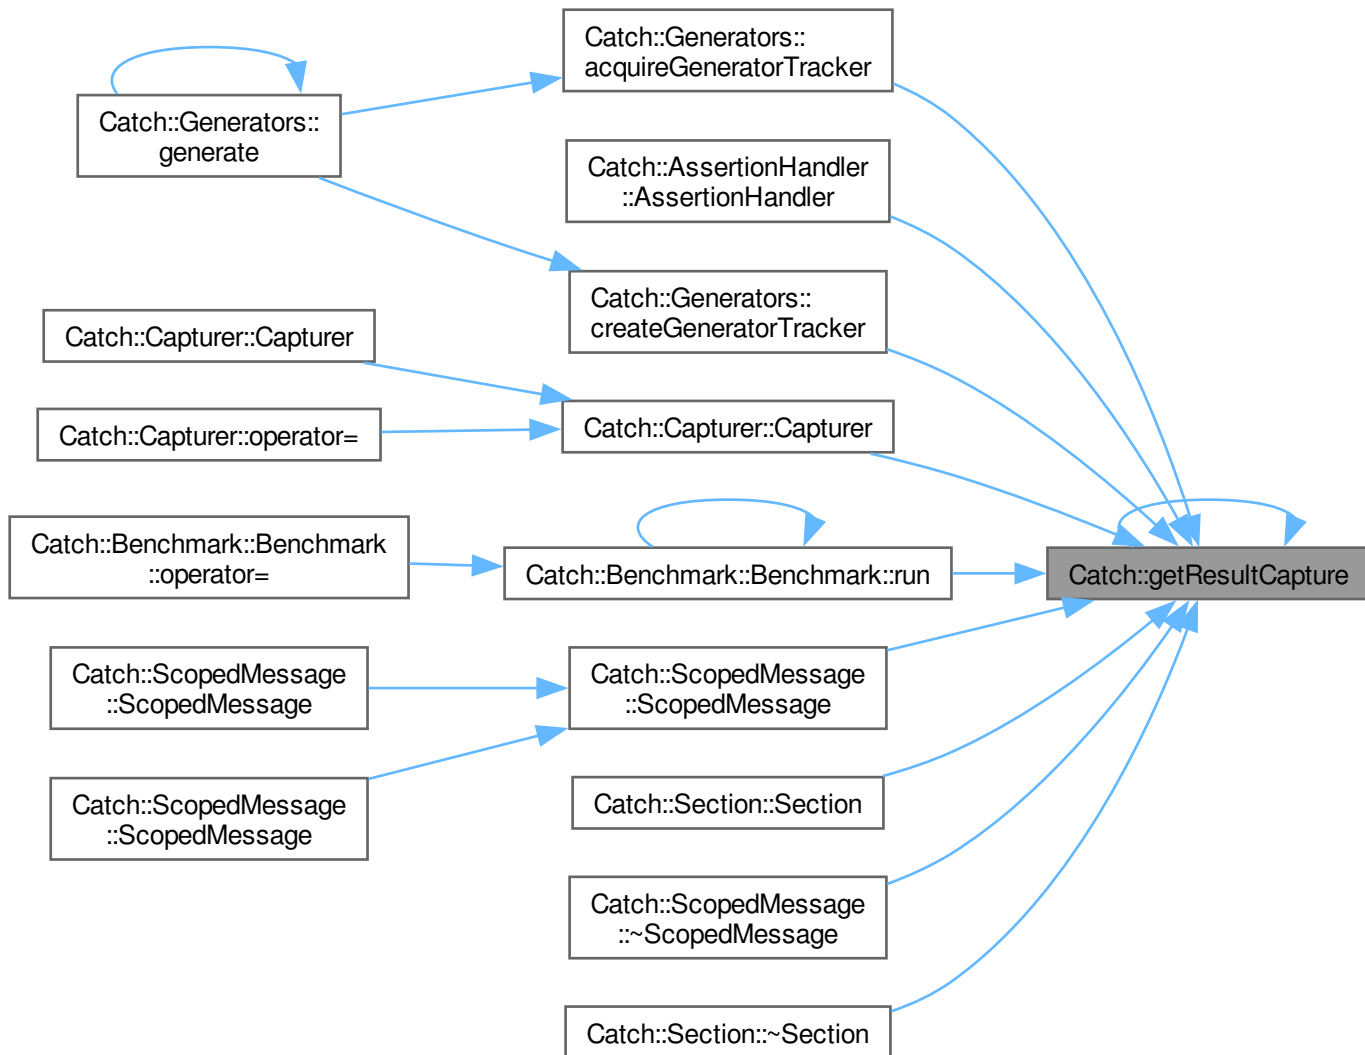 Catch::Generators::
acquireGeneratorTracker
Catch::Generators::
generate
Catch::AssertionHandler
::AssertionHandler
Catch::Generators::
createGeneratorTracker
Catch::Capturer::Capturer
Catch::Capturer::operator=
Catch::Capturer::Capturer
Catch::Benchmark::Benchmark
::operator=
Catch::Benchmark::Benchmark::run
Catch::getResultCapture
Catch::ScopedMessage
::ScopedMessage
Catch::ScopedMessage
::ScopedMessage
Catch::ScopedMessage
::ScopedMessage
Catch::Section::Section
Catch::ScopedMessage
::~ScopedMessage
Catch::Section::~Section